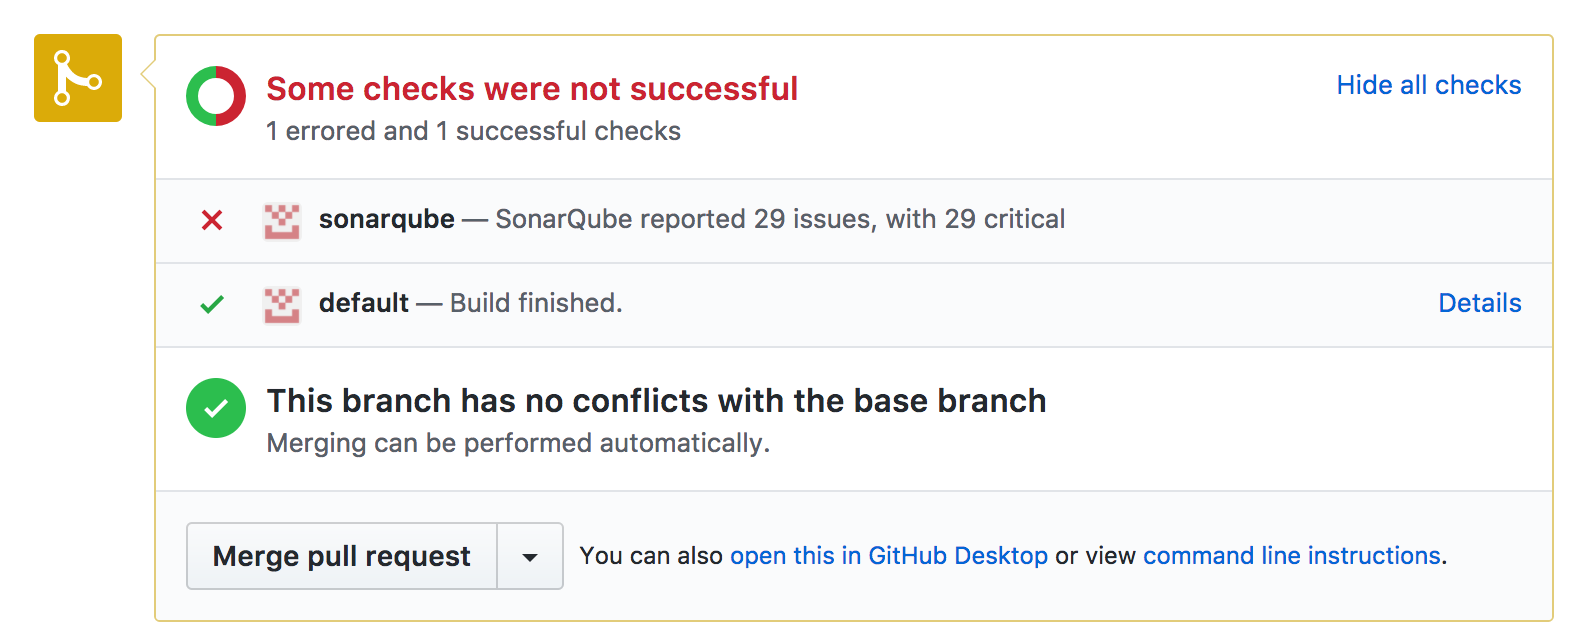 Some checks were not successful
Hide all checks
1 errored and 1 successful checks
sonarqube — SonarQube reported 29 issues, with 29 critical
default — Build finished.
Details
This branch has no conflicts with the base branch
Merging can be performed automatically.
Merge pull request
You can also open this in GitHub Desktop or view command line instructions.